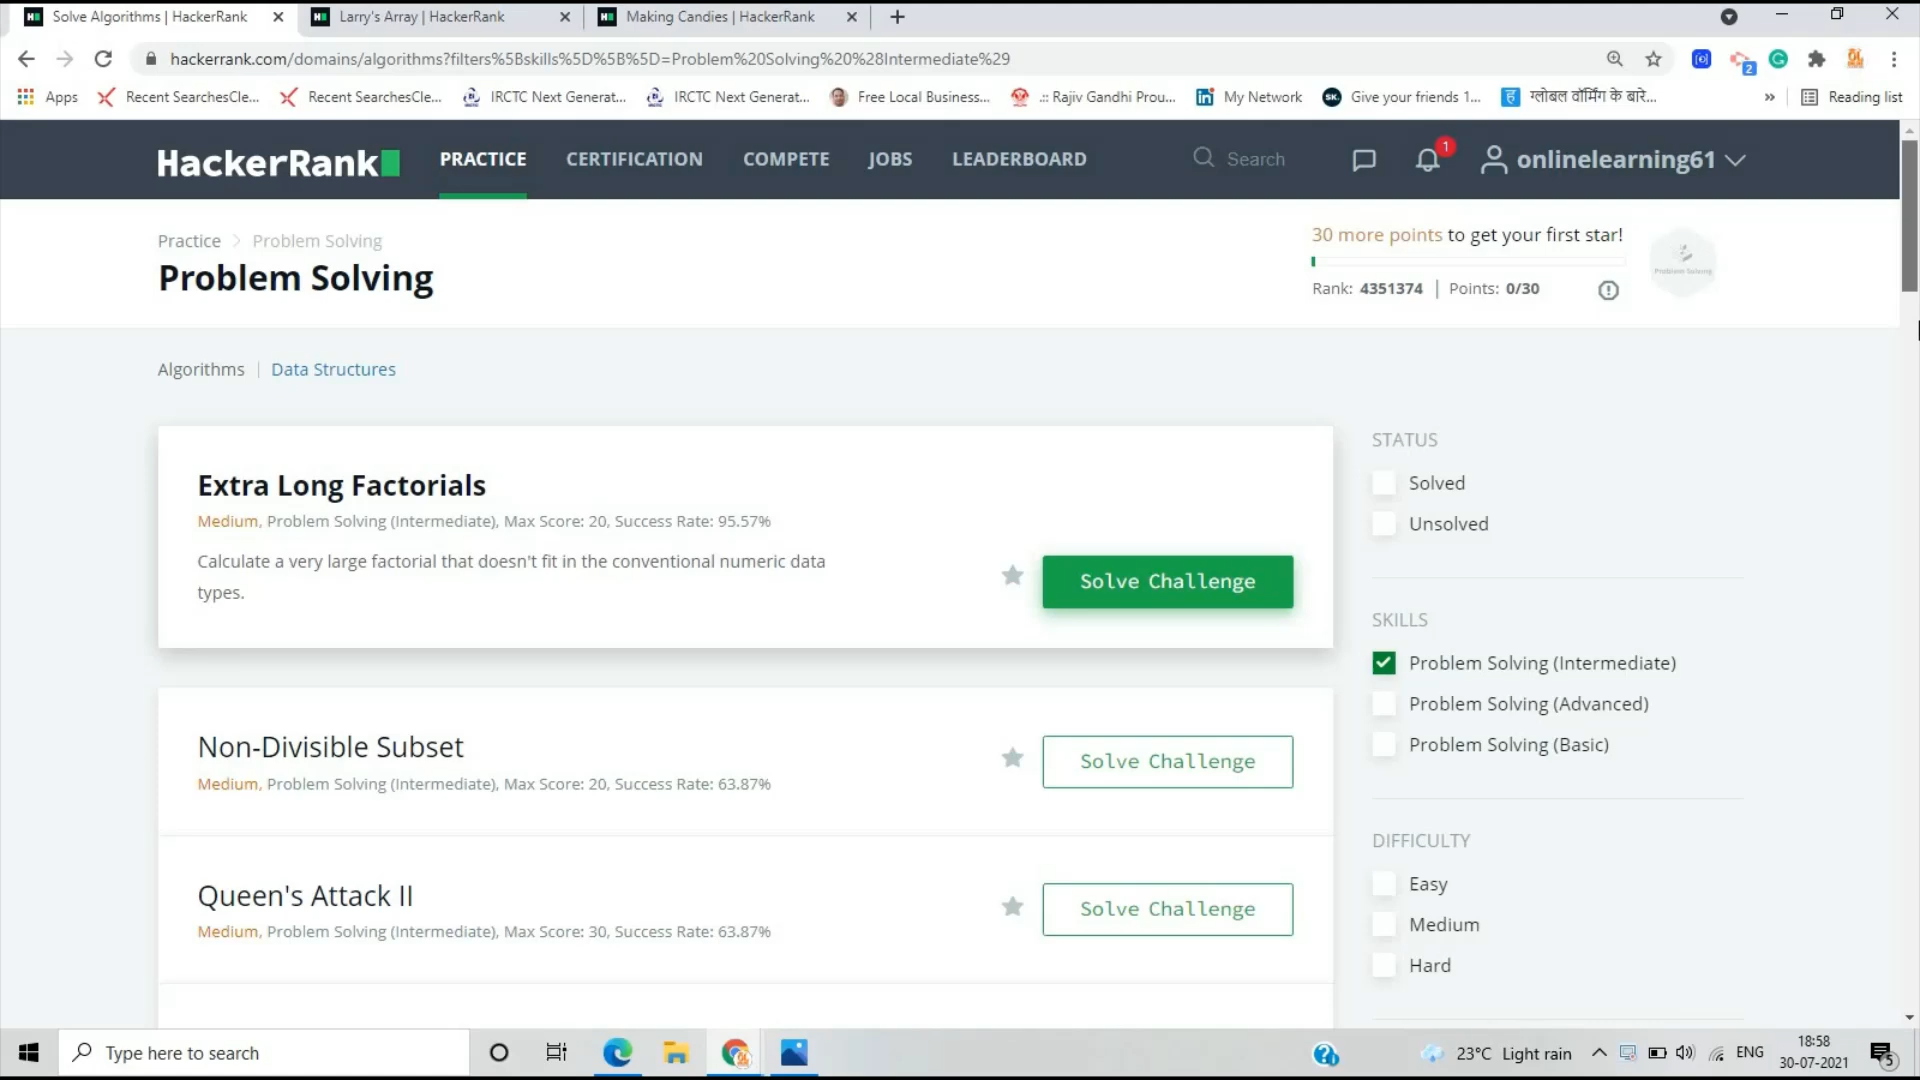 Solve Algorithms | HackerRank
Larry's Array | HackerRank
Making Candies | HackerRank
hackerrank.com/domains/algorithms?filters%5Bskills%5D%5B%5D=Problem%20Solving%20%28Intermediate%29
2
Apps
Recent SearchesCle...
Recent SearchesCle...
IRCTC Next Generat...
IRCTC Next Generat...
Free Local Business...
.:: Rajiv Gandhi Prou...
My Network
Give your friends 1...
ग्लोबल वॉर्मिंग के बारे...
»
Reading list
HackerRank
PRACTICE
CERTIFICATION
COMPETE
JOBS
LEADERBOARD
Search
1
onlinelearning61
Practice > Problem Solving
Problem Solving
30 more points to get your first star!
Problem Solving
Rank: 4351374 | Points: 0/30
Algorithms | Data Structures
Extra Long Factorials
Medium, Problem Solving (Intermediate), Max Score: 20, Success Rate: 95.57%
Calculate a very large factorial that doesn't fit in the conventional numeric data
types.
Solve Challenge
Non-Divisible Subset
Medium, Problem Solving (Intermediate), Max Score: 20, Success Rate: 63.87%
Solve Challenge
Queen's Attack II
Medium, Problem Solving (Intermediate), Max Score: 30, Success Rate: 63.87%
Solve Challenge
STATUS
Solved
Unsolved
SKILLS
Problem Solving (Intermediate)
Problem Solving (Advanced)
Problem Solving (Basic)
DIFFICULTY
Easy
Medium
Hard
Type here to search
23°C Light rain
ENG
18:58
30-07-2021
5